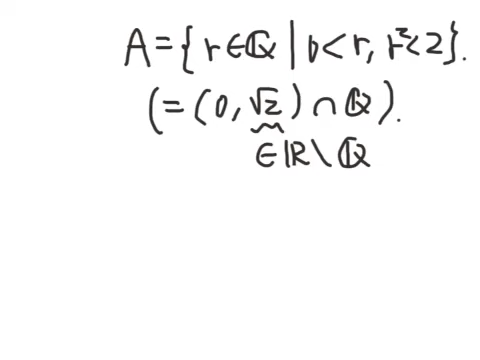 A={r∈ℚ | 0<r, r²<2}.
(=(0,√2)∩ℚ).
∈ℝ\ℚ